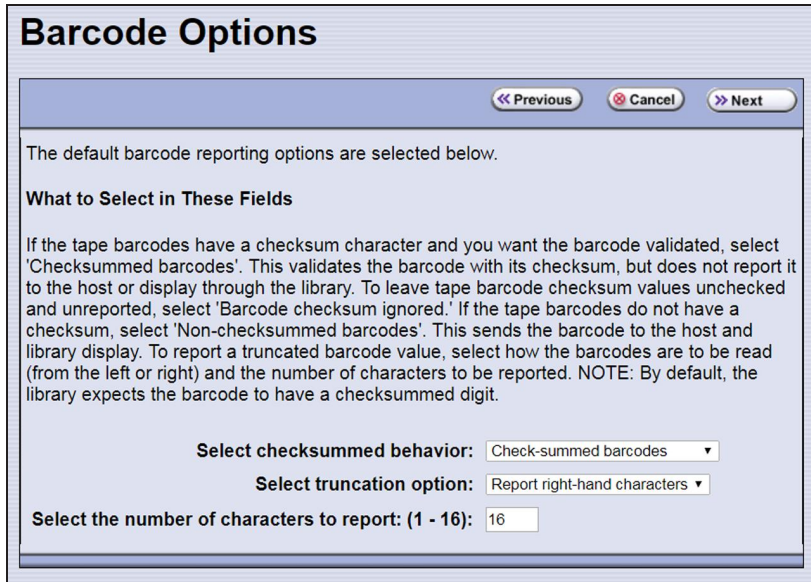 Barcode Options
Previous Cancel Next
The default barcode reporting options are selected below.
What to Select in These Fields
If the tape barcodes have a checksum character and you want the barcode validated, select
'Checksummed barcodes'. This validates the barcode with its checksum, but does not report it
to the host or display through the library. To leave tape barcode checksum values unchecked
and unreported, select 'Barcode checksum ignored.' If the tape barcodes do not have a
checksum, select 'Non-checksummed barcodes'. This sends the barcode to the host and
library display. To report a truncated barcode value, select how the barcodes are to be read
(from the left or right) and the number of characters to be reported. NOTE: By default, the
library expects the barcode to have a checksummed digit.
Select checksummed behavior: Check-summed barcodes
Select truncation option: Report right-hand characters
Select the number of characters to report: (1 - 16): 16